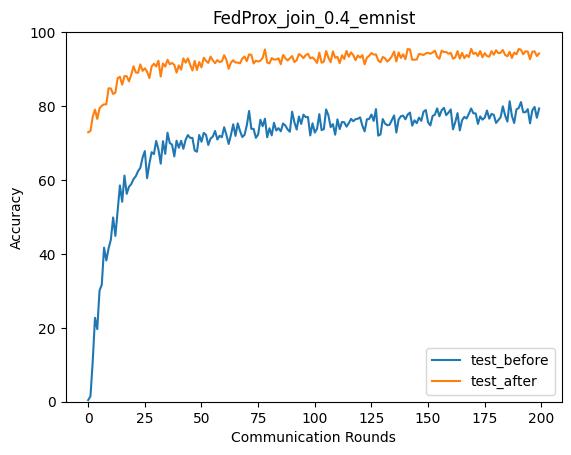 FedProx_join_0.4_emnist
Accuracy
100
80
60
40
20
0
0 25 50 75 100 125 150 175 200
Communication Rounds
test_before
test_after